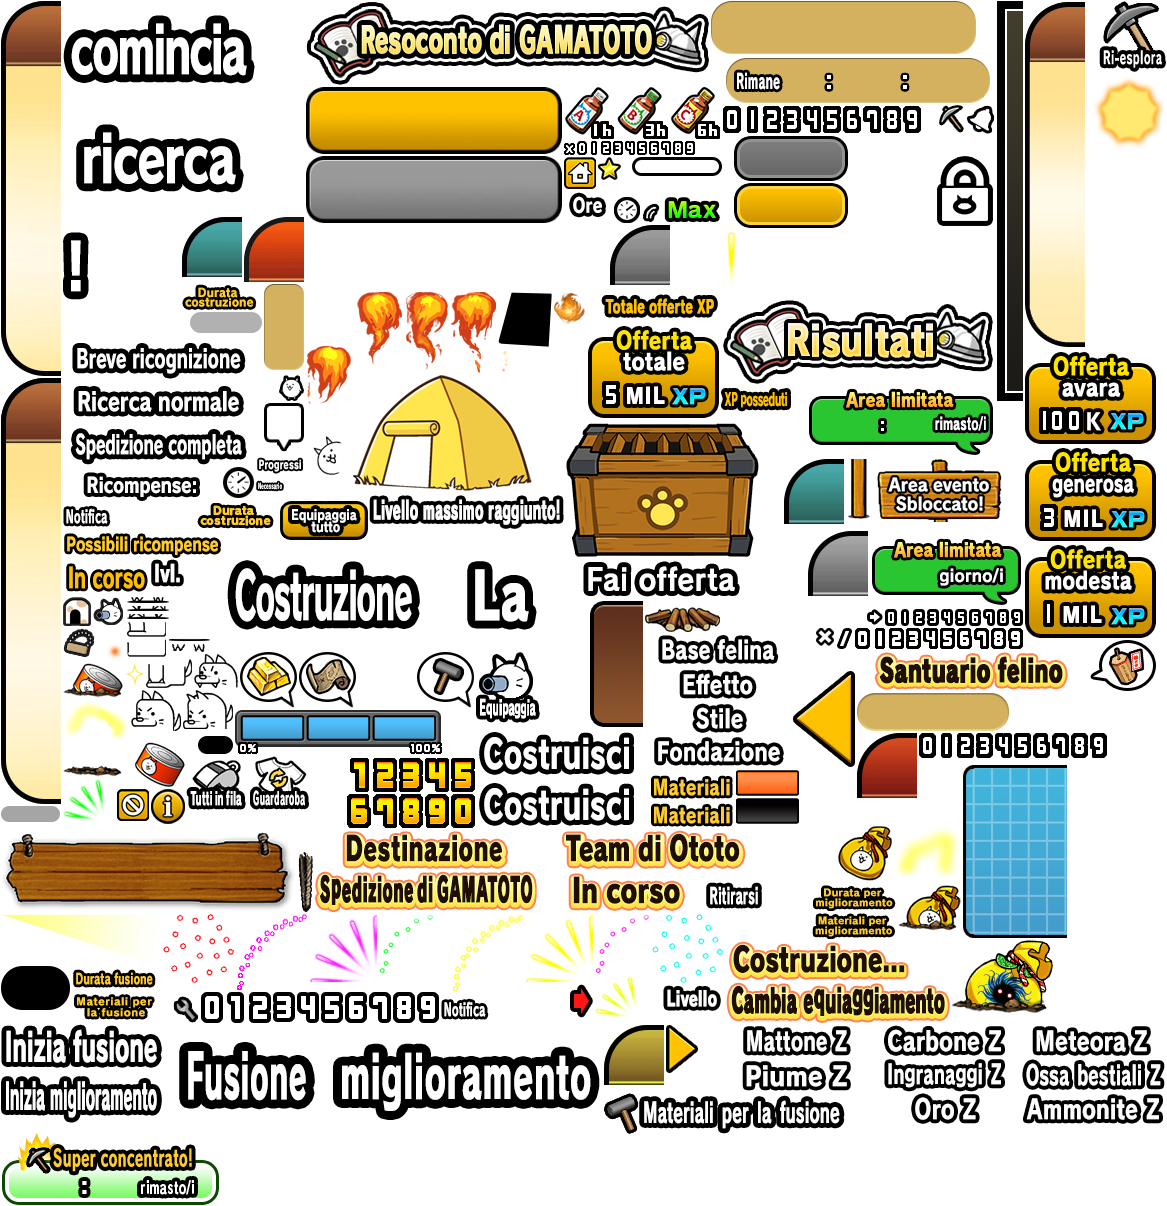 comincia
ricerca
!
Resoconto di GAMATOTO
Rimane : :
Ri-esplora
A 1h
B 3h
C 6h
0123456789
×0123456789
Ore
Max
Durata
costruzione
Totale offerte XP
Offerta
totale
5 MIL XP
Risultati
XP posseduti
Breve ricognizione
Ricerca normale
Spedizione completa
Ricompense:
Progressi
Notifica
Durata
costruzione
Equipaggia
tutto
Livello massimo raggiunto!
Possibili ricompense
In corso
lvl.
Area limitata
: rimasto/i
Offerta
avara
100K XP
Area evento
Sbloccato!
Offerta
generosa
3 MIL XP
Area limitata
giorno/i
Offerta
modesta
1 MIL XP
Costruzione
La
Fai offerta
→0123456789
×/0123456789
Base felina
Effetto
Stile
Fondazione
Materiali
Materiali
Santuario felino
Equipaggia
0%
100%
Costruisci
Costruisci
12345
67890
Tutti in fila
Guardaroba
0123456789
Destinazione
Team di Ototo
Spedizione di GAMATOTO
In corso
Ritirarsi
Durata per
miglioramento
Materiali per
miglioramento
Costruzione...
Durata fusione
Materiali per
la fusione
0123456789
Notifica
Livello
Cambia equiaggiamento
Inizia fusione
Inizia miglioramento
Fusione
miglioramento
Mattone Z
Carbone Z
Meteora Z
Piume Z
Ingranaggi Z
Ossa bestiali Z
Materiali per la fusione
Oro Z
Ammonite Z
Super concentrato!
: rimasto/i